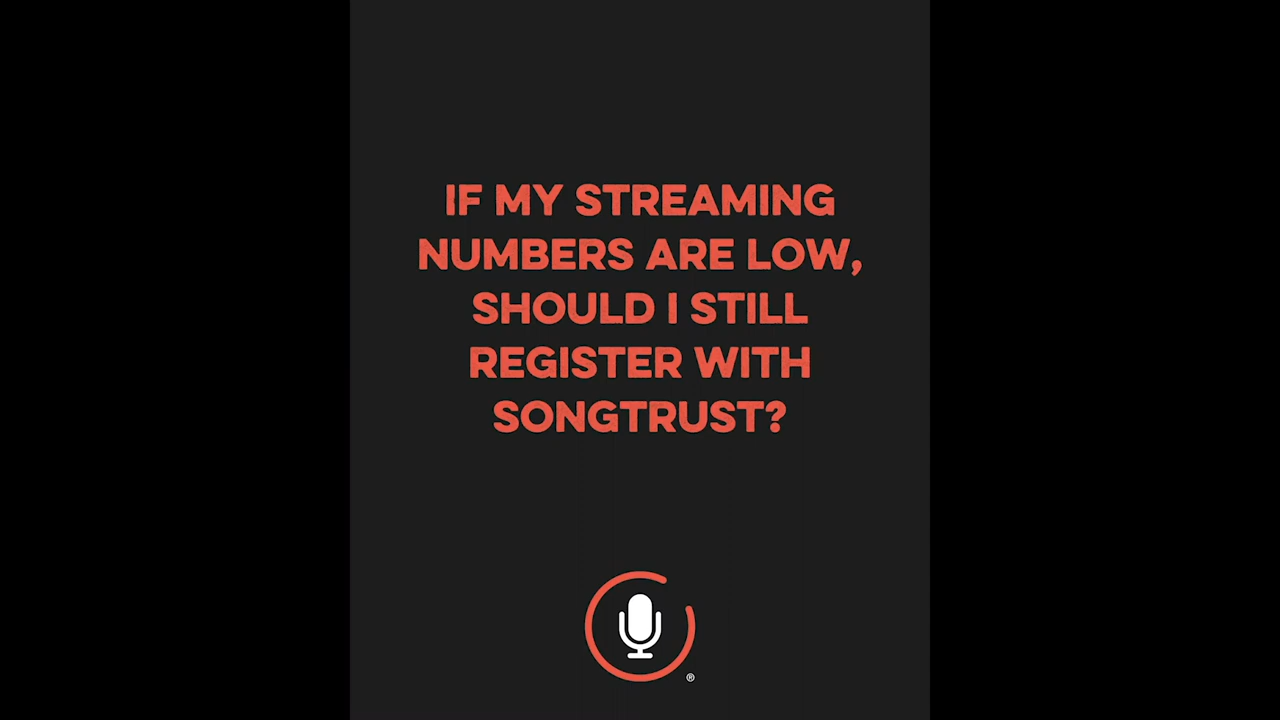 IF MY STREAMING
NUMBERS ARE LOW,
SHOULD I STILL
REGISTER WITH
SONGTRUST?
®